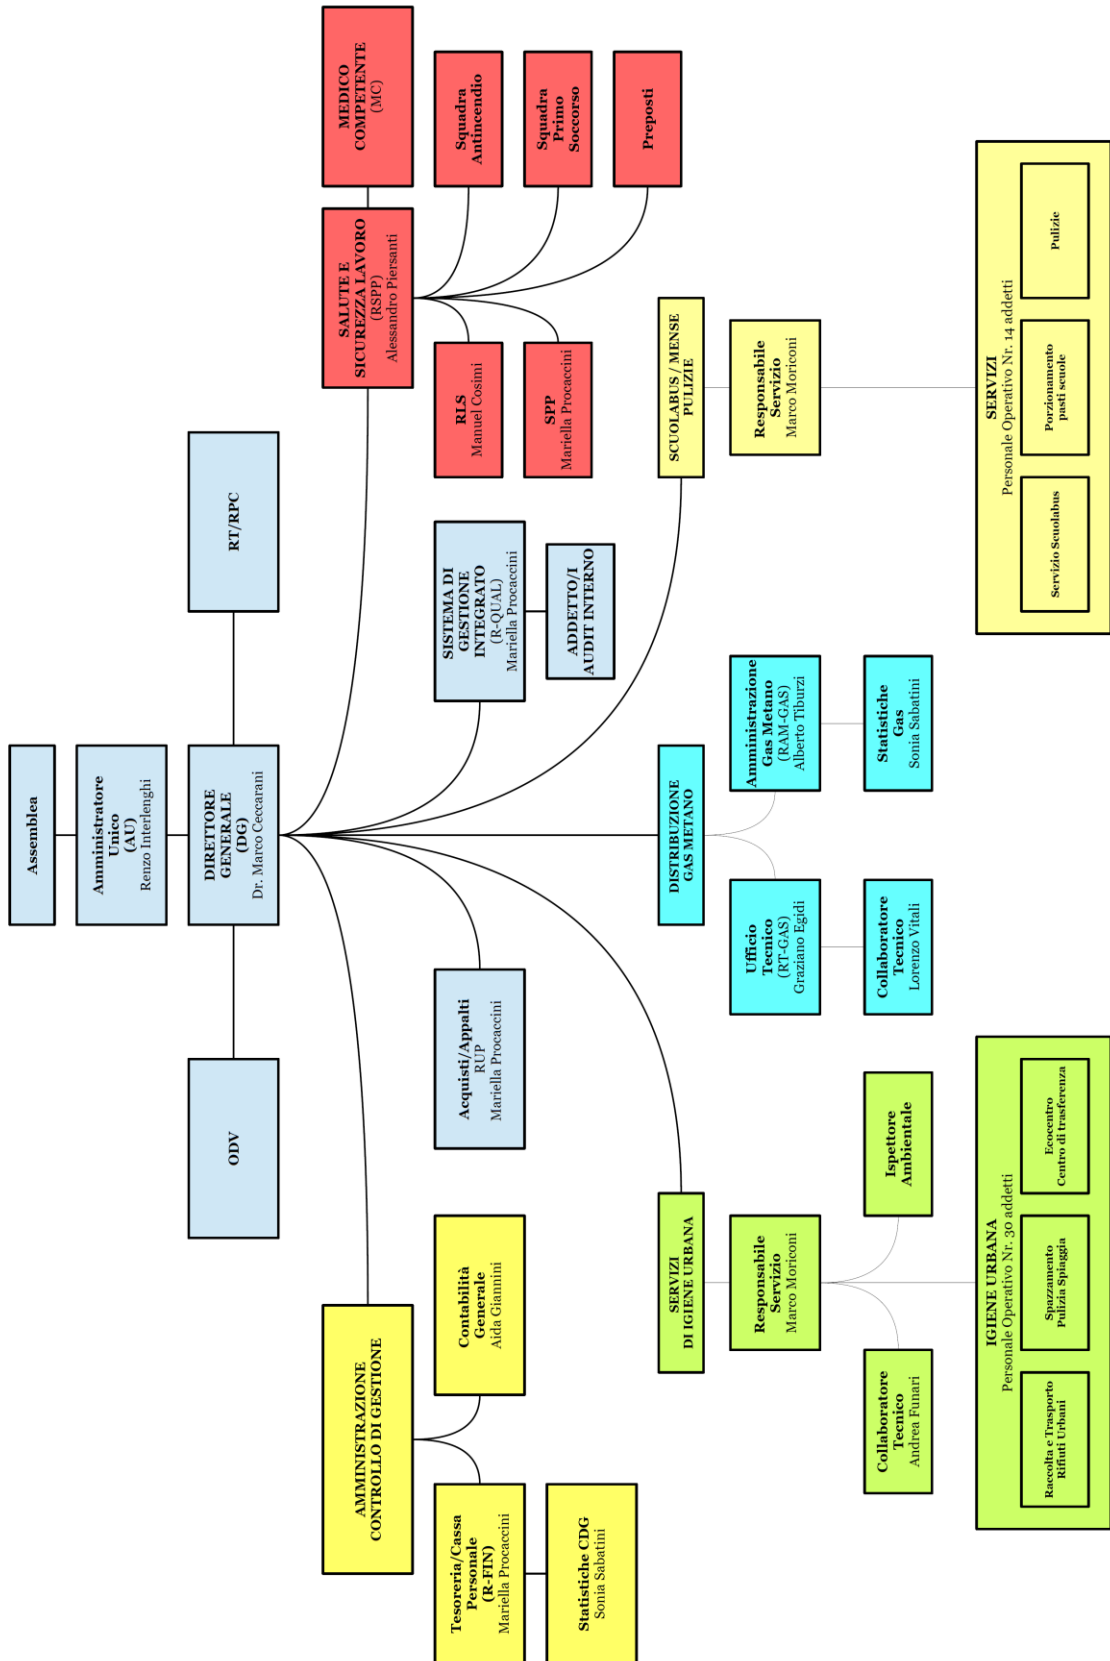 Assemblea
Amministratore
Unico
(AU)
Renzo Interlenghi
ODV
DIRETTORE
GENERALE
(DG)
Dr. Marco Ceccarani
RT/RPC
AMMINISTRAZIONE
CONTROLLO DI GESTIONE
SALUTE E
SICUREZZA LAVORO
(RSPP)
Alessandro Piersanti
MEDICO
COMPETENTE
(MC)
Tesoreria/Cassa
Personale
(R-FIN)
Mariella Procaccini
Contabilità
Generale
Aida Giannini
Acquisti/Appalti
RUP
Mariella Procaccini
SISTEMA DI
GESTIONE
INTEGRATO
(R-QUAL)
Mariella Procaccini
RLS
Manuel Cosimi
Squadra
Antincendio
Statistiche CDG
Sonia Sabatini
ADDETTO/I
AUDIT INTERNO
SPP
Mariella Procaccini
Squadra
Primo
Soccorso
Preposti
SERVIZI
DI IGIENE URBANA
DISTRIBUZIONE
GAS METANO
SCUOLABUS / MENSE
PULIZIE
Responsabile
Servizio
Marco Moriconi
Ufficio
Tecnico
(RT-GAS)
Graziano Egidi
Amministrazione
Gas Metano
(RAM-GAS)
Alberto Tiburzi
Responsabile
Servizio
Marco Moriconi
Collaboratore
Tecnico
Andrea Funari
Ispettore
Ambientale
Collaboratore
Tecnico
Lorenzo Vitali
Statistiche
Gas
Sonia Sabatini
IGIENE URBANA
Personale Operativo Nr. 30 addetti
Raccolta e Trasporto
Rifiuti Urbani
Spazzamento
Pulizia Spiaggia
Ecocentro
Centro di trasferenza
SERVIZI
Personale Operativo Nr. 14 addetti
Servizio Scuolabus
Porzionamento
pasti scuole
Pulizie